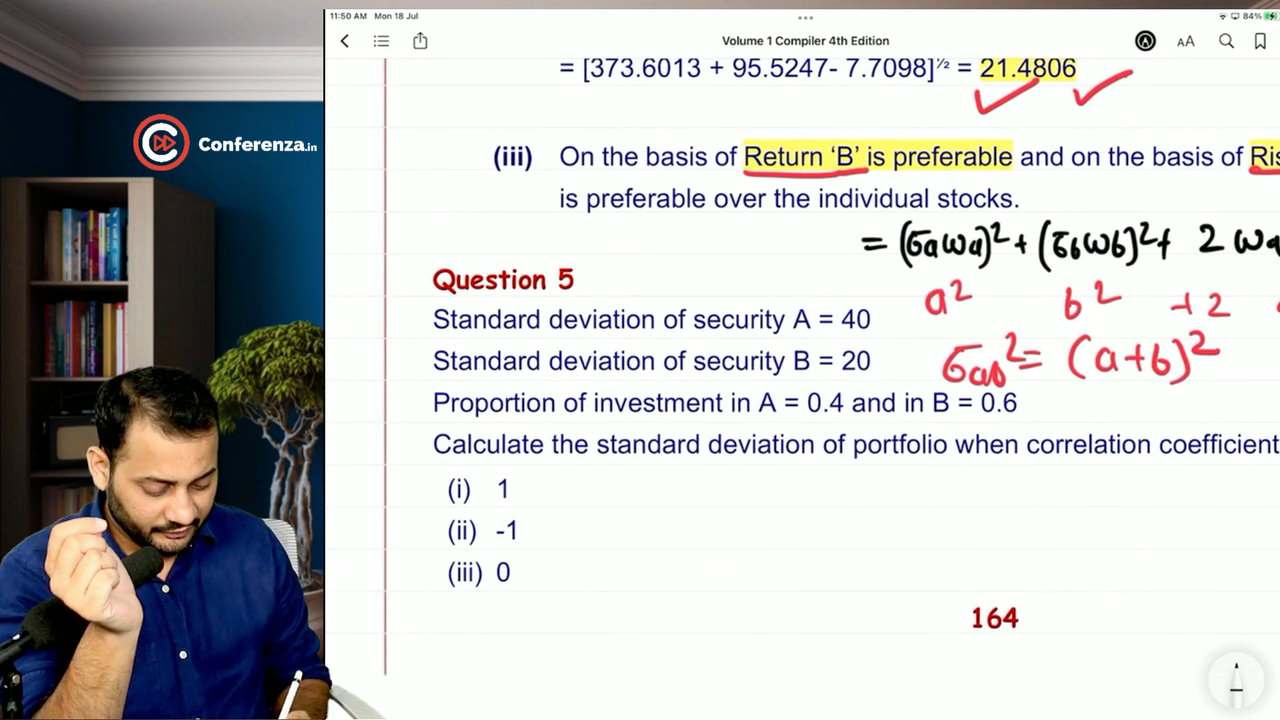 11:50 AM Mon 18 Jul
84%
Volume 1 Compiler 4th Edition
AA
Conferenza.in
= [373.6013 + 95.5247- 7.7098]^½ = 21.4806
(iii) On the basis of Return 'B' is preferable and on the basis of
is preferable over the individual stocks.
= (σaωa)² + (σbωb)² + 2 ω
Question 5
a² b² +2
Standard deviation of security A = 40
σab² = (a+b)²
Standard deviation of security B = 20
Proportion of investment in A = 0.4 and in B = 0.6
Calculate the standard deviation of portfolio when correlation coefficient
(i) 1
(ii) -1
(iii) 0
164